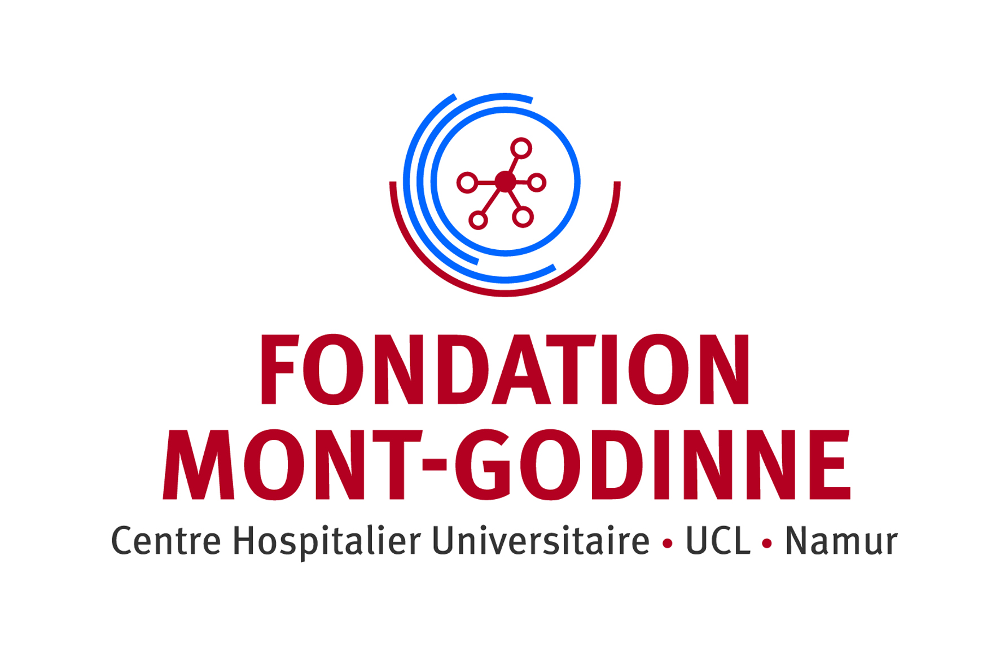 FONDATION
MONT-GODINNE
Centre Hospitalier Universitaire • UCL • Namur